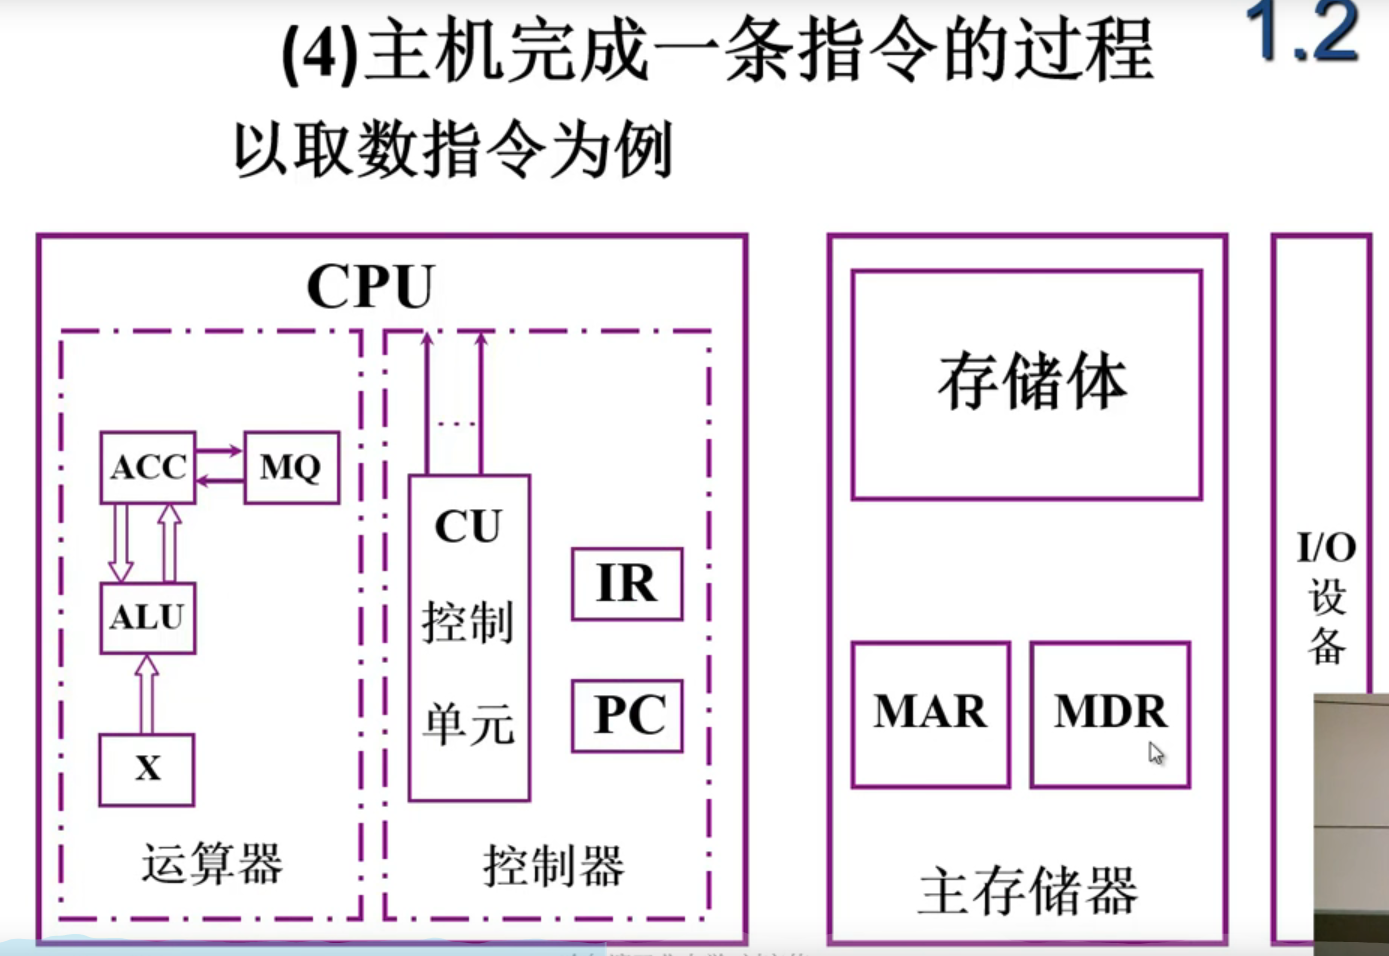 (4)主机完成一条指令的过程
1.2
以取数指令为例
CPU
ACC
MQ
ALU
X
运算器
CU
控制
单元
IR
PC
控制器
存储体
MAR
MDR
主存储器
I/O
设
备